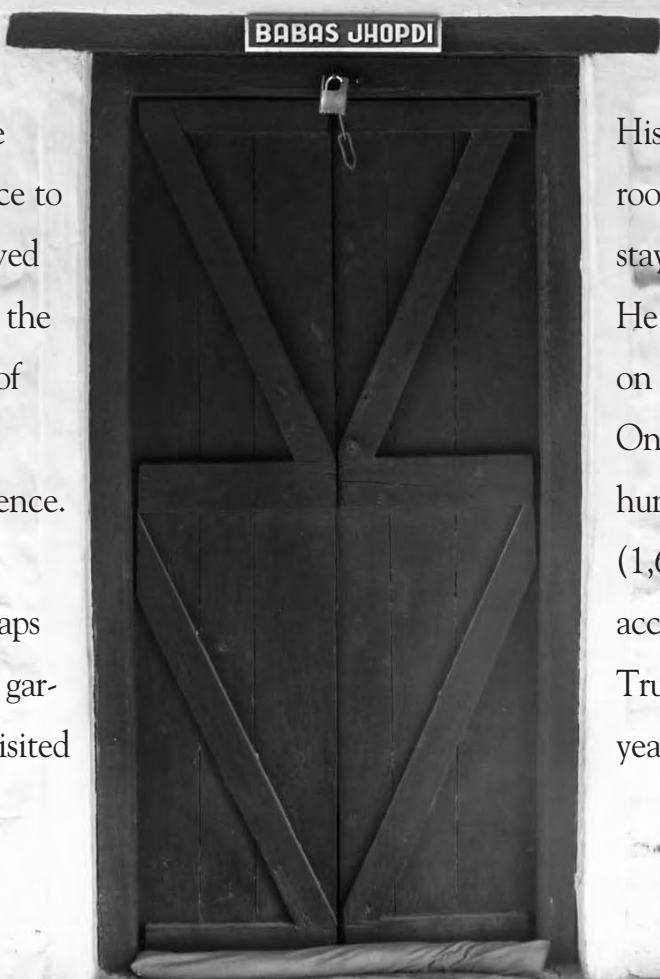 BABAS JHOPDI
e
ce to
ved
the
of
ence.
aps
gar-
isited
His
roo
stay
He
on
On
(1,6
acc
Tru
yea